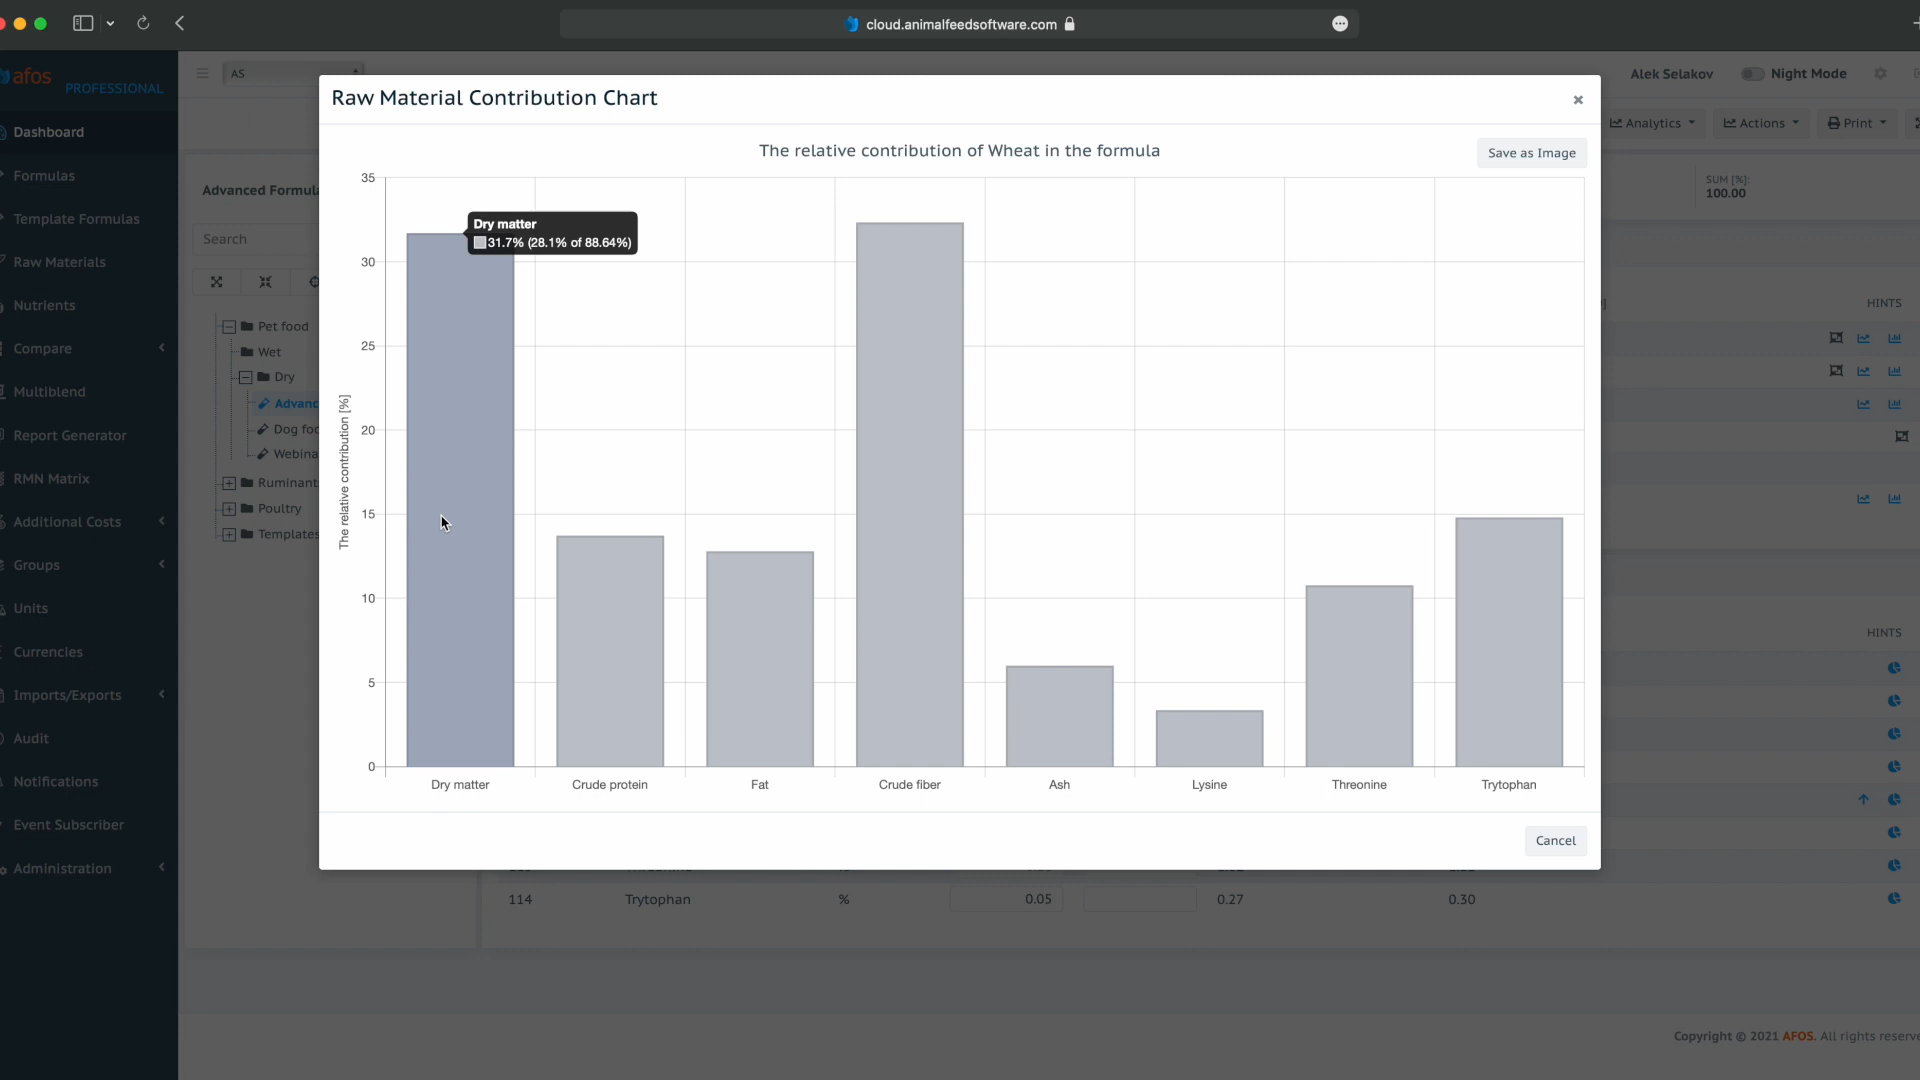 cloud.animalfeedsoftware.com
afos
PROFESSIONAL
AS
Alek Selakov
Night Mode
Raw Material Contribution Chart
Analytics
Actions
Print
Dashboard
Formulas
Template Formulas
Raw Materials
Nutrients
Compare
Multiblend
Report Generator
RMN Matrix
Additional Costs
Groups
Units
Currencies
Imports/Exports
Audit
Notifications
Event Subscriber
Administration
Advanced Formula
Search
Pet food
Wet
Dry
Advanc
Dog foo
Webina
Ruminant
Poultry
Templates
The relative contribution of Wheat in the formula
Save as Image
35
30
25
20
15
10
5
0
The relative contribution [%]
Dry matter
31.7% (28.1% of 88.64%)
Dry matter
Crude protein
Fat
Crude fiber
Ash
Lysine
Threonine
Trytophan
Cancel
SUM [%]:
100.00
HINTS
HINTS
114 Trytophan % 0.05 0.27 0.30
Copyright © 2021 AFOS. All rights reserve